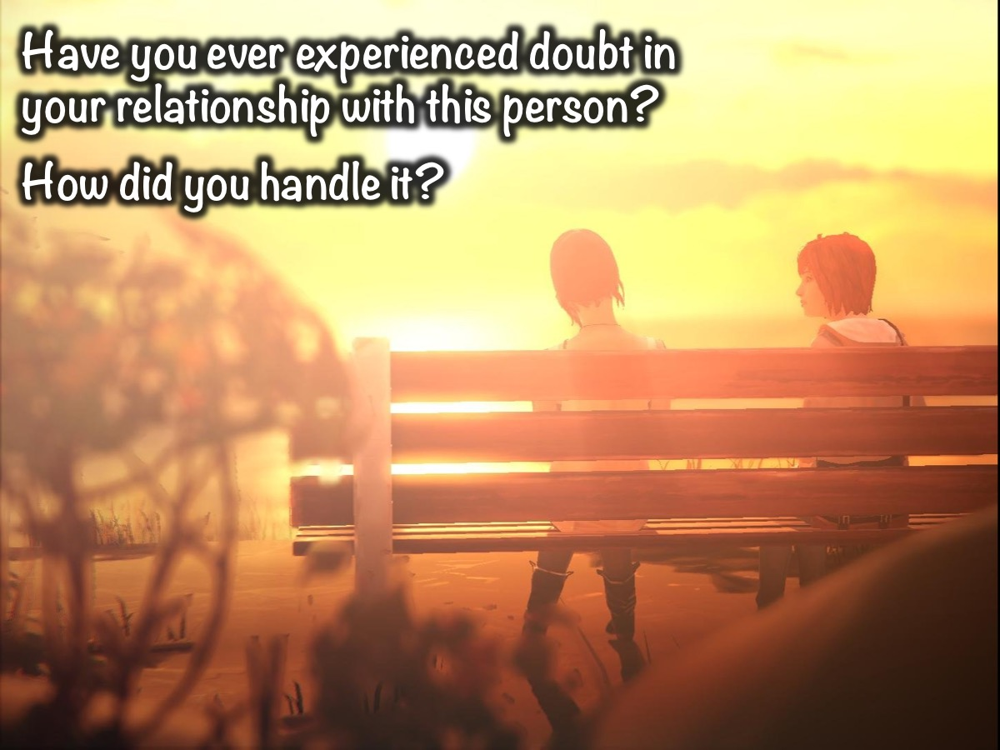 Have you ever experienced doubt in
your relationship with this person?
How did you handle it?